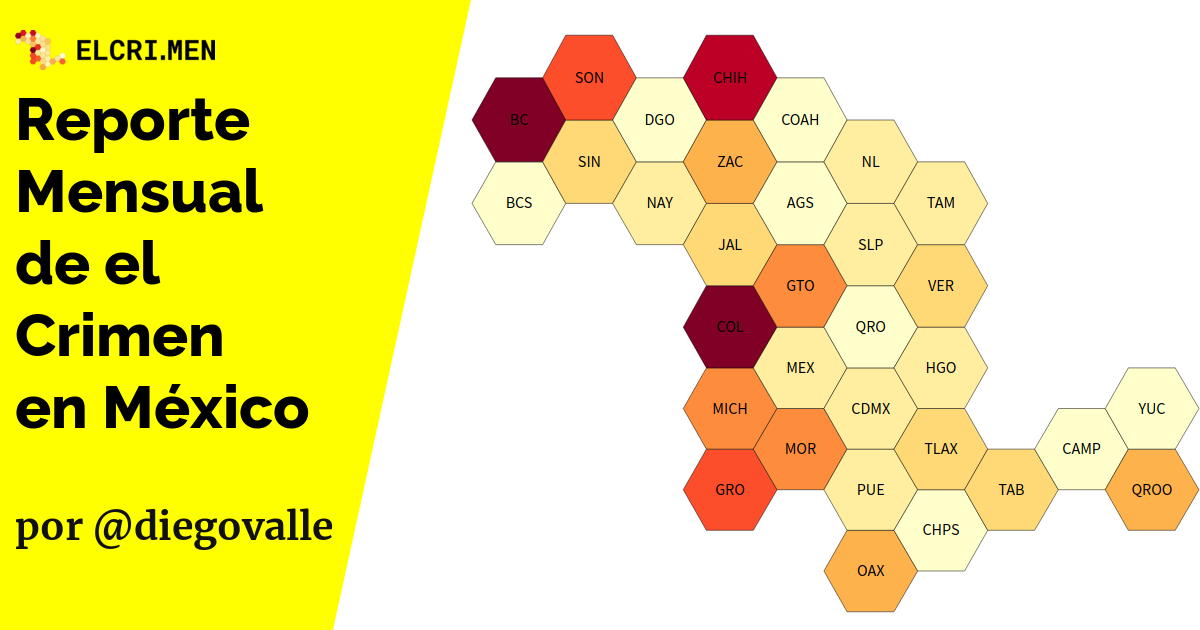 ELCRI.MEN
Reporte
Mensual
de el
Crimen
en México
por @diegovalle
SON
CHIH
BC
DGO
COAH
SIN
ZAC
NL
BCS
NAY
AGS
TAM
JAL
SLP
GTO
VER
COL
QRO
MEX
HGO
MICH
CDMX
YUC
MOR
TLAX
CAMP
GRO
PUE
TAB
QROO
CHPS
OAX